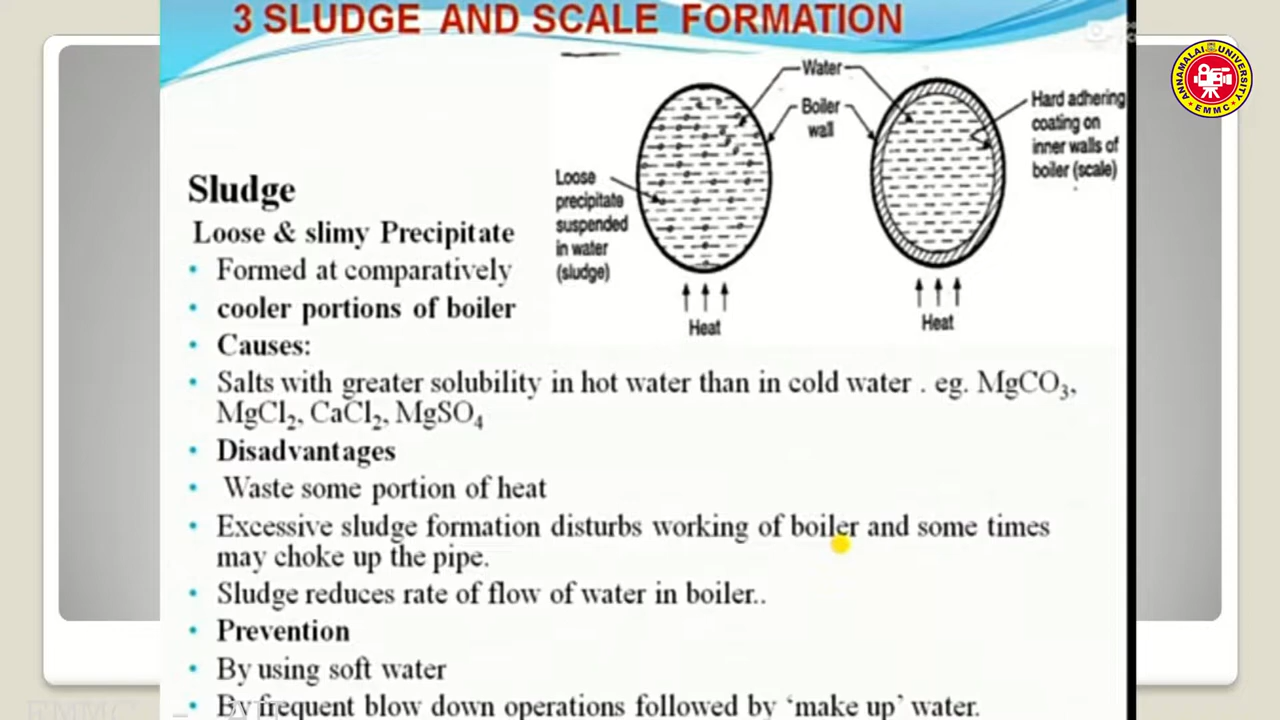 3 SLUDGE AND SCALE FORMATION
Water
Boiler
wall
Hard adhering
coating on
inner walls of
boiler (scale)
Loose
precipitate
suspended
in water
(sludge)
Heat
Heat
ANNAMALAI UNIVERSITY
EMMC
Sludge
Loose & slimy Precipitate
• Formed at comparatively
• cooler portions of boiler
• Causes:
• Salts with greater solubility in hot water than in cold water . eg. MgCO₃,
MgCl₂, CaCl₂, MgSO₄
• Disadvantages
• Waste some portion of heat
• Excessive sludge formation disturbs working of boiler and some times
may choke up the pipe.
• Sludge reduces rate of flow of water in boiler..
• Prevention
• By using soft water
• By frequent blow down operations followed by ‘make up’ water.
EMMC